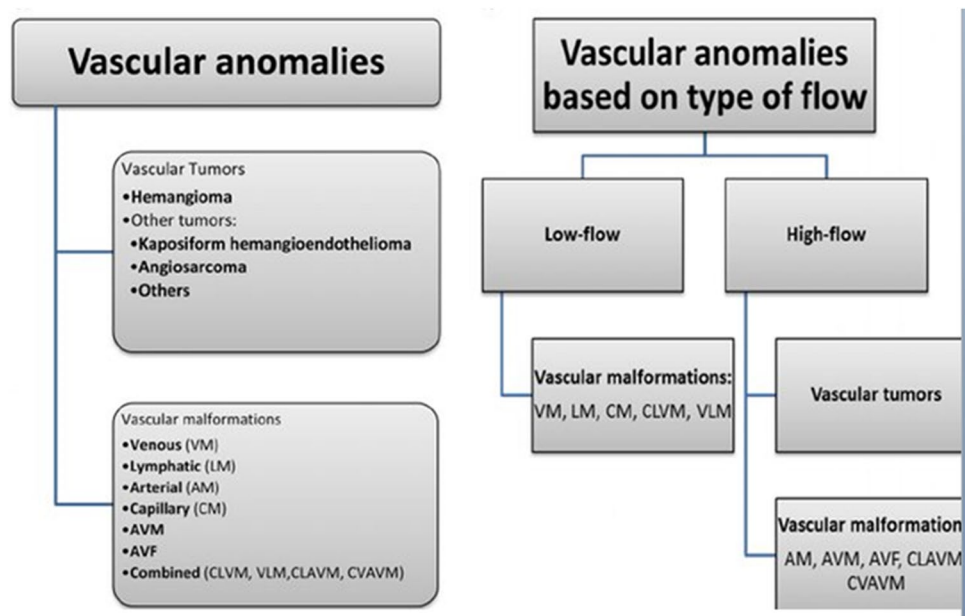 Vascular anomalies
Vascular Tumors
•Hemangioma
•Other tumors:
•Kaposiform hemangioendothelioma
•Angiosarcoma
•Others
Vascular malformations
•Venous (VM)
•Lymphatic (LM)
•Arterial (AM)
•Capillary (CM)
•AVM
•AVF
•Combined (CLVM, VLM,CLAVM, CVAVM)
Vascular anomalies
based on type of flow
Low-flow
High-flow
Vascular malformations:
VM, LM, CM, CLVM, VLM
Vascular tumors
Vascular malformation
AM, AVM, AVF, CLAVM
CVAVM